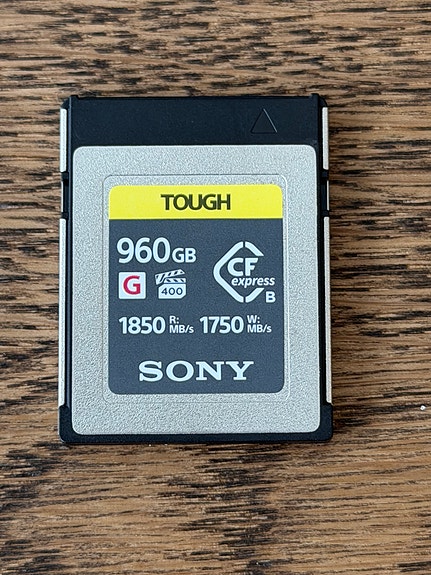 TOUGH
960GB
CF
express
B
G 400
1850 R: MB/s 1750 W: MB/s
SONY